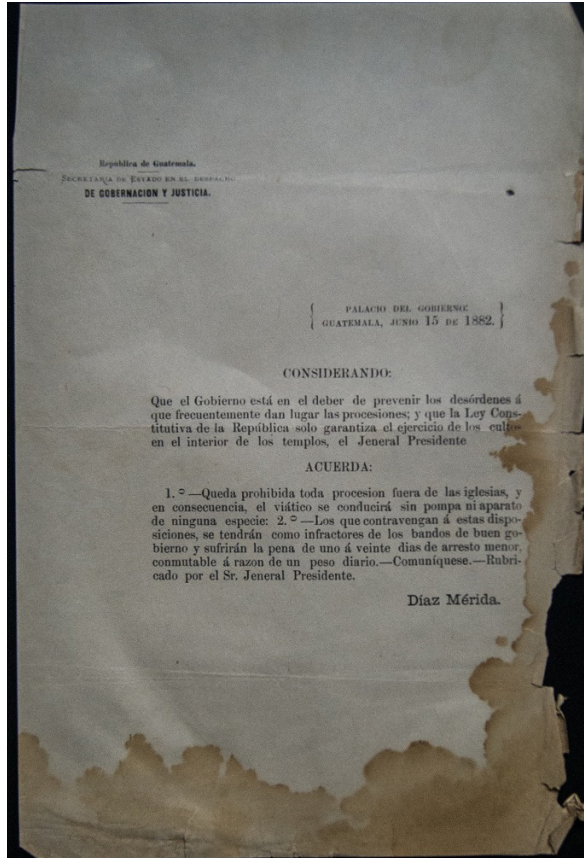 República de Guatemala.
SECRETARIA DE ESTADO EN EL DESPACHO
DE GOBERNACION Y JUSTICIA.
PALACIO DEL GOBIERNO:
GUATEMALA, JUNIO 15 DE 1882.
CONSIDERANDO:
Que el Gobierno está en el deber de prevenir los desórdenes á
que frecuentemente dan lugar las procesiones; y que la Ley Cons-
titutiva de la República solo garantiza el ejercicio de los cultos
en el interior de los templos, el Jeneral Presidente
ACUERDA:
1. º —Queda prohibida toda procesion fuera de las iglesias, y
en consecuencia, el viático se conducirá sin pompa ni aparato
de ninguna especie: 2. º —Los que contravengan á estas dispo-
siciones, se tendrán como infractores de los bandos de buen go-
bierno y sufrirán la pena de uno á veinte dias de arresto menor,
conmutable á razon de un peso diario.—Comuníquese.—Rubri-
cado por el Sr. Jeneral Presidente.
Díaz Mérida.